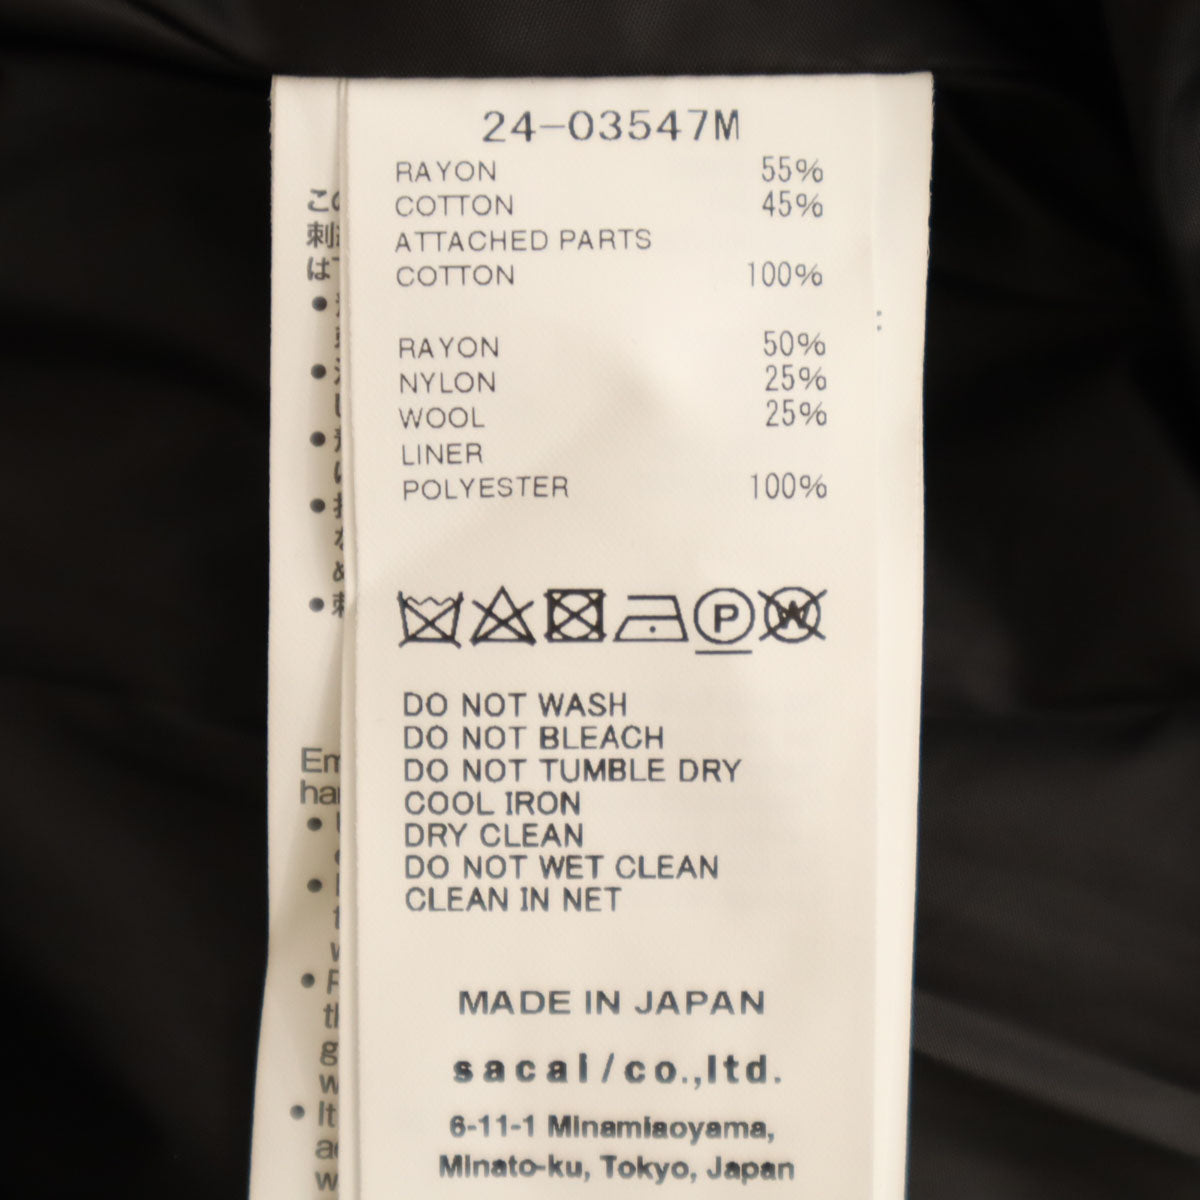 24-03547M
RAYON 55%
COTTON 45%
ATTACHED PARTS
COTTON 100%
RAYON 50%
NYLON 25%
WOOL 25%
LINER
POLYESTER 100%
P
W
DO NOT WASH
DO NOT BLEACH
DO NOT TUMBLE DRY
COOL IRON
DRY CLEAN
DO NOT WET CLEAN
CLEAN IN NET
MADE IN JAPAN
sacai/co.,ltd.
6-11-1 Minamiaoyama,
Minato-ku, Tokyo, Japan